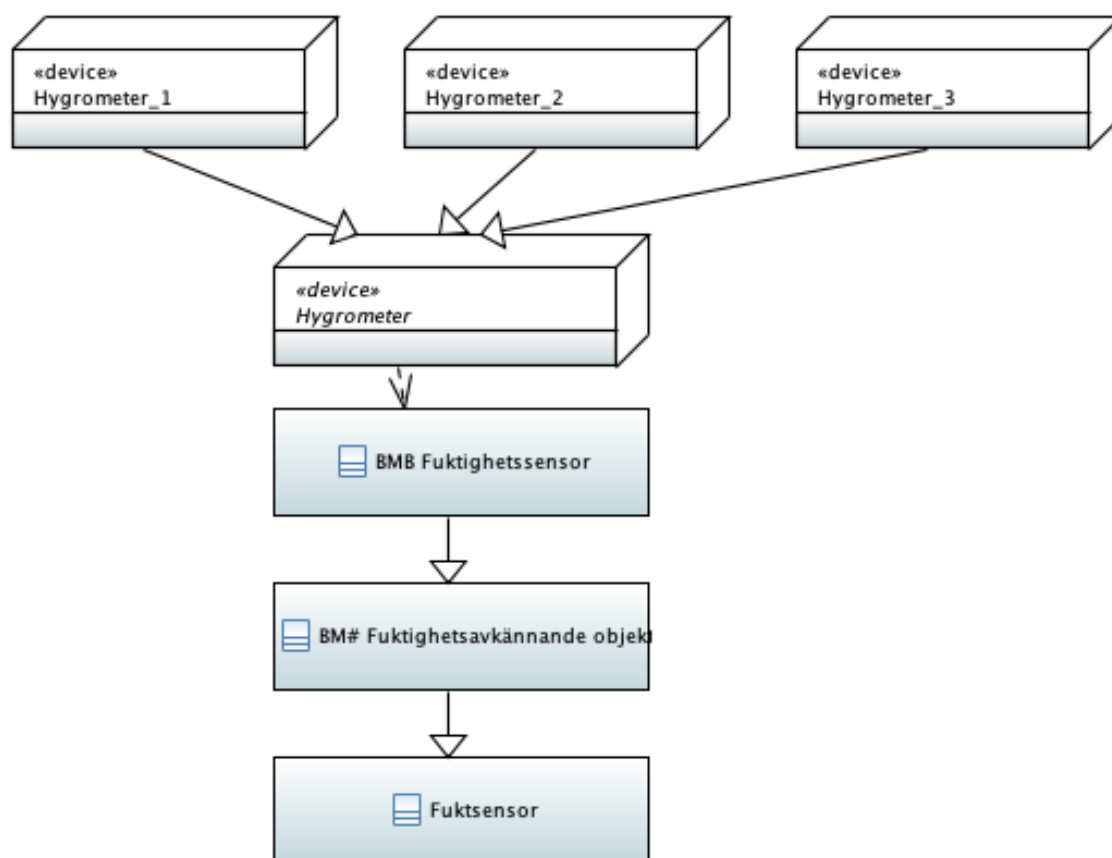 «device»
Hygrometer_1
«device»
Hygrometer_2
«device»
Hygrometer_3
«device»
Hygrometer
BMB Fuktighetssensor
BM# Fuktighetsavkännande objekt
Fuktsensor